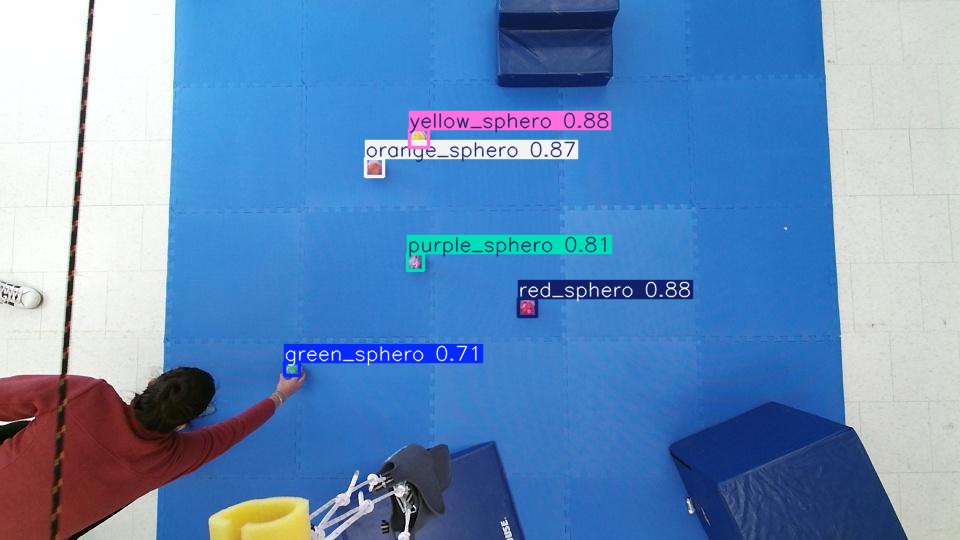 yellow_sphero 0.88
orange_sphero 0.87
purple_sphero 0.81
red_sphero 0.88
green_sphero 0.71